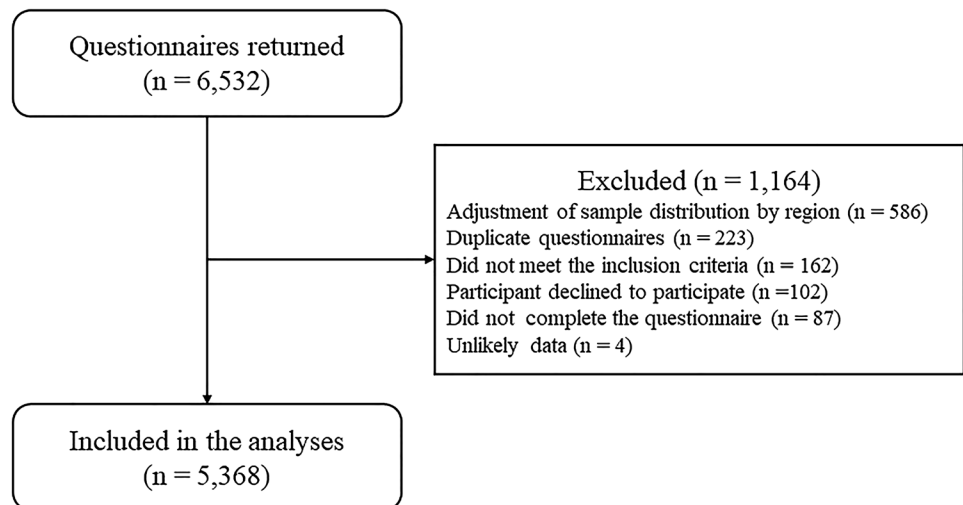 Questionnaires returned
(n = 6,532)
Excluded (n = 1,164)
Adjustment of sample distribution by region (n = 586)
Duplicate questionnaires (n = 223)
Did not meet the inclusion criteria (n = 162)
Participant declined to participate (n =102)
Did not complete the questionnaire (n = 87)
Unlikely data (n = 4)
Included in the analyses
(n = 5,368)